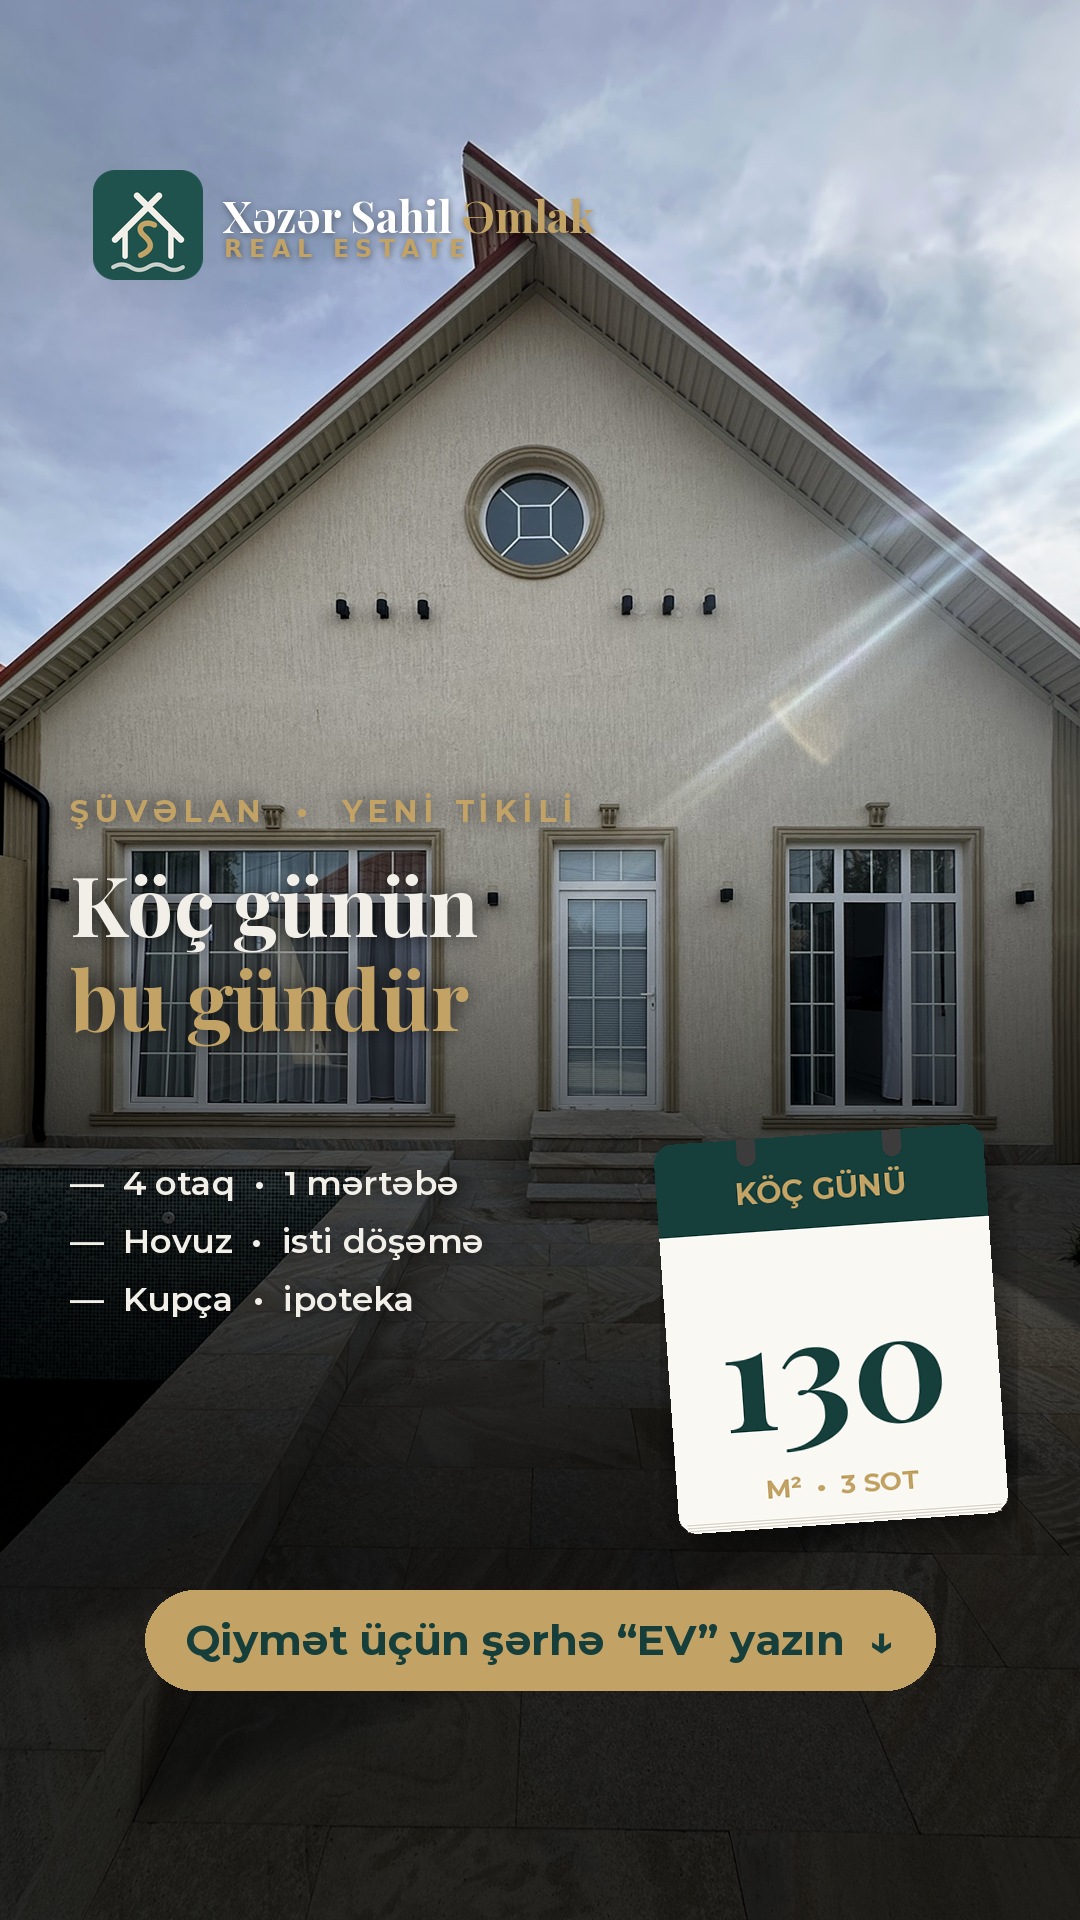 Xəzər Sahil Əmlak
REAL ESTATE
ŞÜVƏLAN • YENİ TİKİLİ
Köç günün
bu gündür
— 4 otaq • 1 mərtəbə
— Hovuz • isti döşəmə
— Kupça • ipoteka
KÖÇ GÜNÜ
130
M² • 3 SOT
Qiymət üçün şərhə “EV” yazın ↓